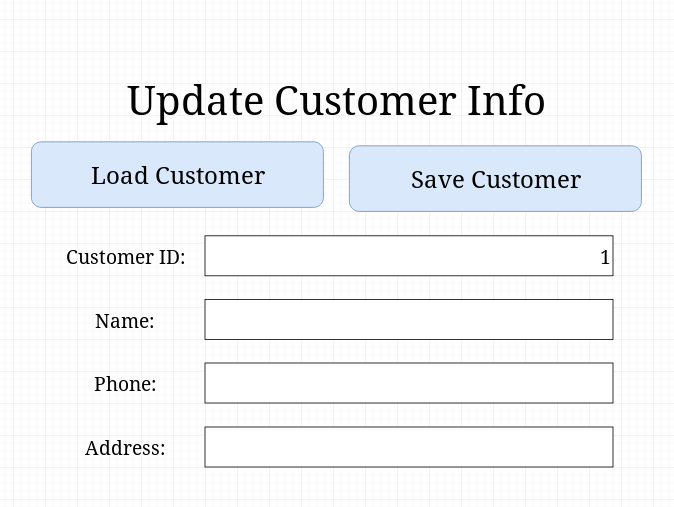 Update Customer Info
Load Customer
Save Customer
Customer ID: 1
Name:
Phone:
Address: